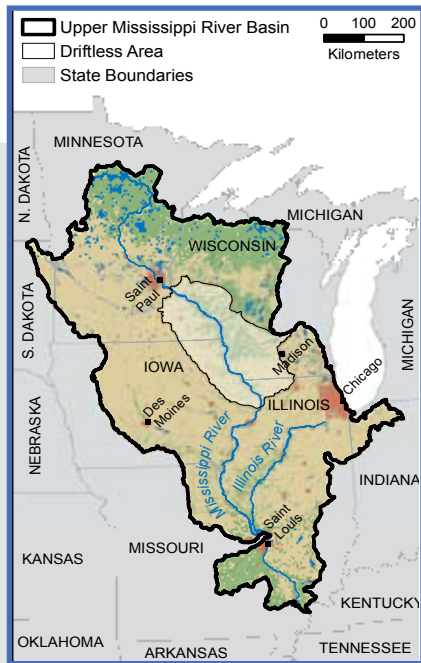 Upper Mississippi River Basin
Driftless Area
State Boundaries
0 100 200
Kilometers
MINNESOTA
N. DAKOTA
MICHIGAN
WISCONSIN
Saint
Paul
S. DAKOTA
MICHIGAN
IOWA
Madison
Chicago
Des
Moines
ILLINOIS
NEBRASKA
Mississippi River
Illinois River
INDIANA
Saint
Louis
KANSAS
MISSOURI
KENTUCKY
OKLAHOMA
ARKANSAS
TENNESSEE